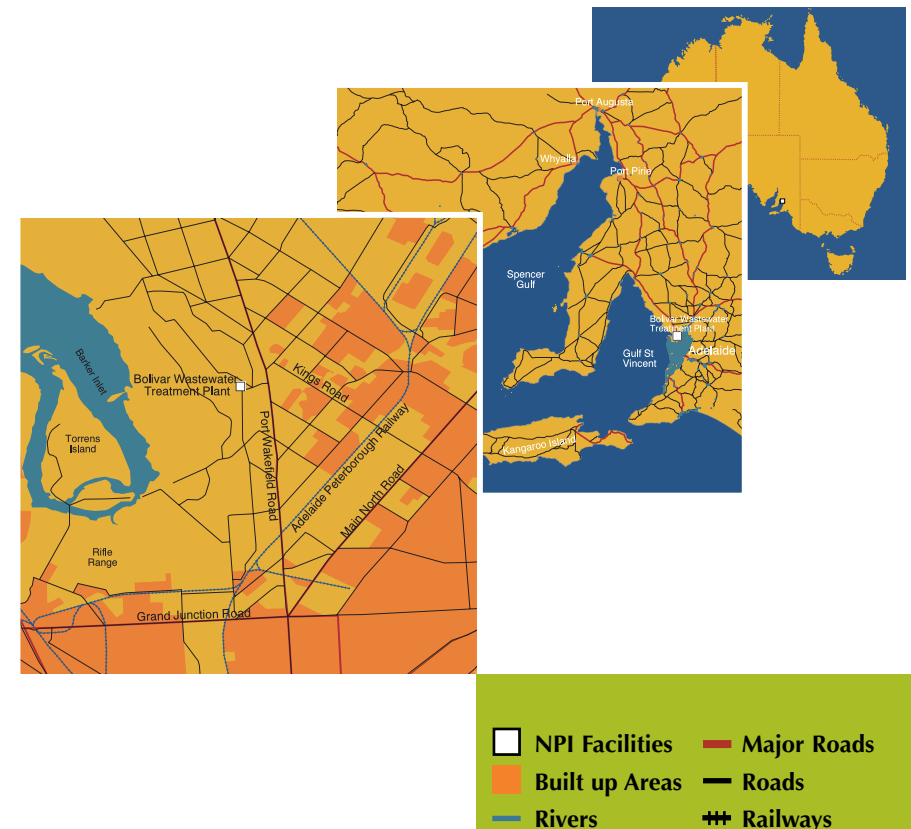 Port Augusta
Whyalla
Port Pirie
Spencer
Gulf
Bolivar Wastewater
Treatment Plant
Gulf St
Vincent
Adelaide
Kangaroo Island
Barker Inlet
Bolivar Wastewater
Treatment Plant
Kings Road
Torrens
Island
Port Wakefield Road
Adelaide Peterborough Railway
Main North Road
Rifle
Range
Grand Junction Road
NPI Facilities
Major Roads
Built up Areas
Roads
Rivers
Railways